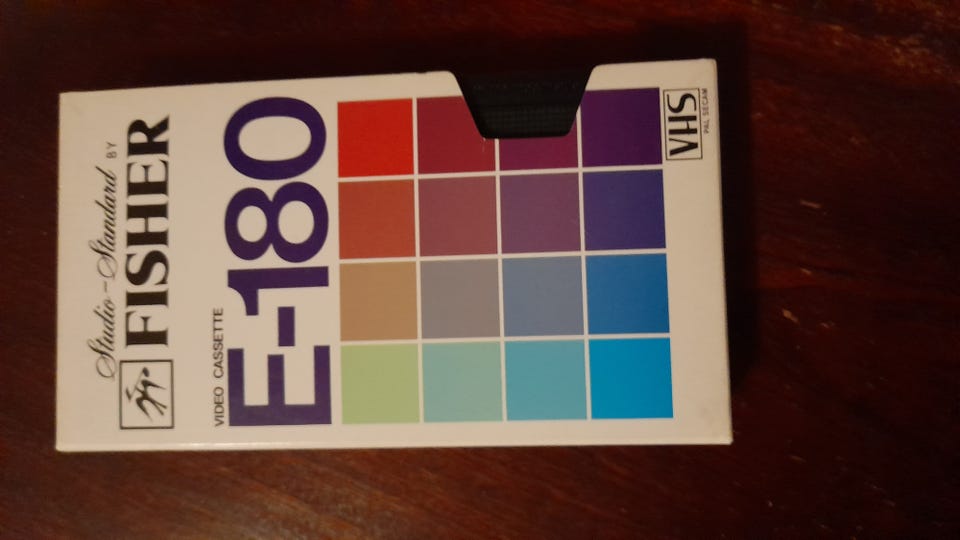 Studio-Standard BY
FISHER
VIDEO CASSETTE
E-180
VHS
PAL SECAM